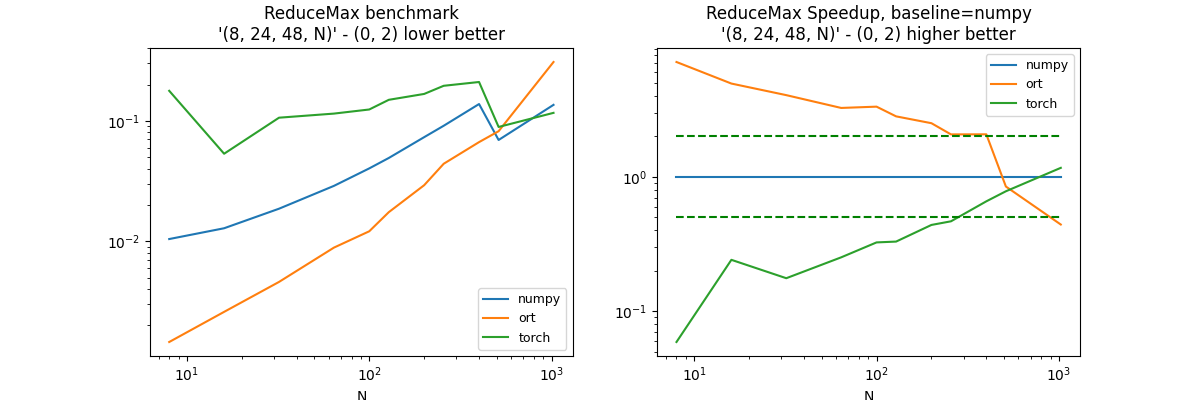 ReduceMax benchmark
'(8, 24, 48, N)' - (0, 2) lower better
10⁻¹
10⁻²
numpy
ort
torch
10¹
10²
10³
N
ReduceMax Speedup, baseline=numpy
'(8, 24, 48, N)' - (0, 2) higher better
numpy
ort
torch
10⁰
10⁻¹
10¹
10²
10³
N